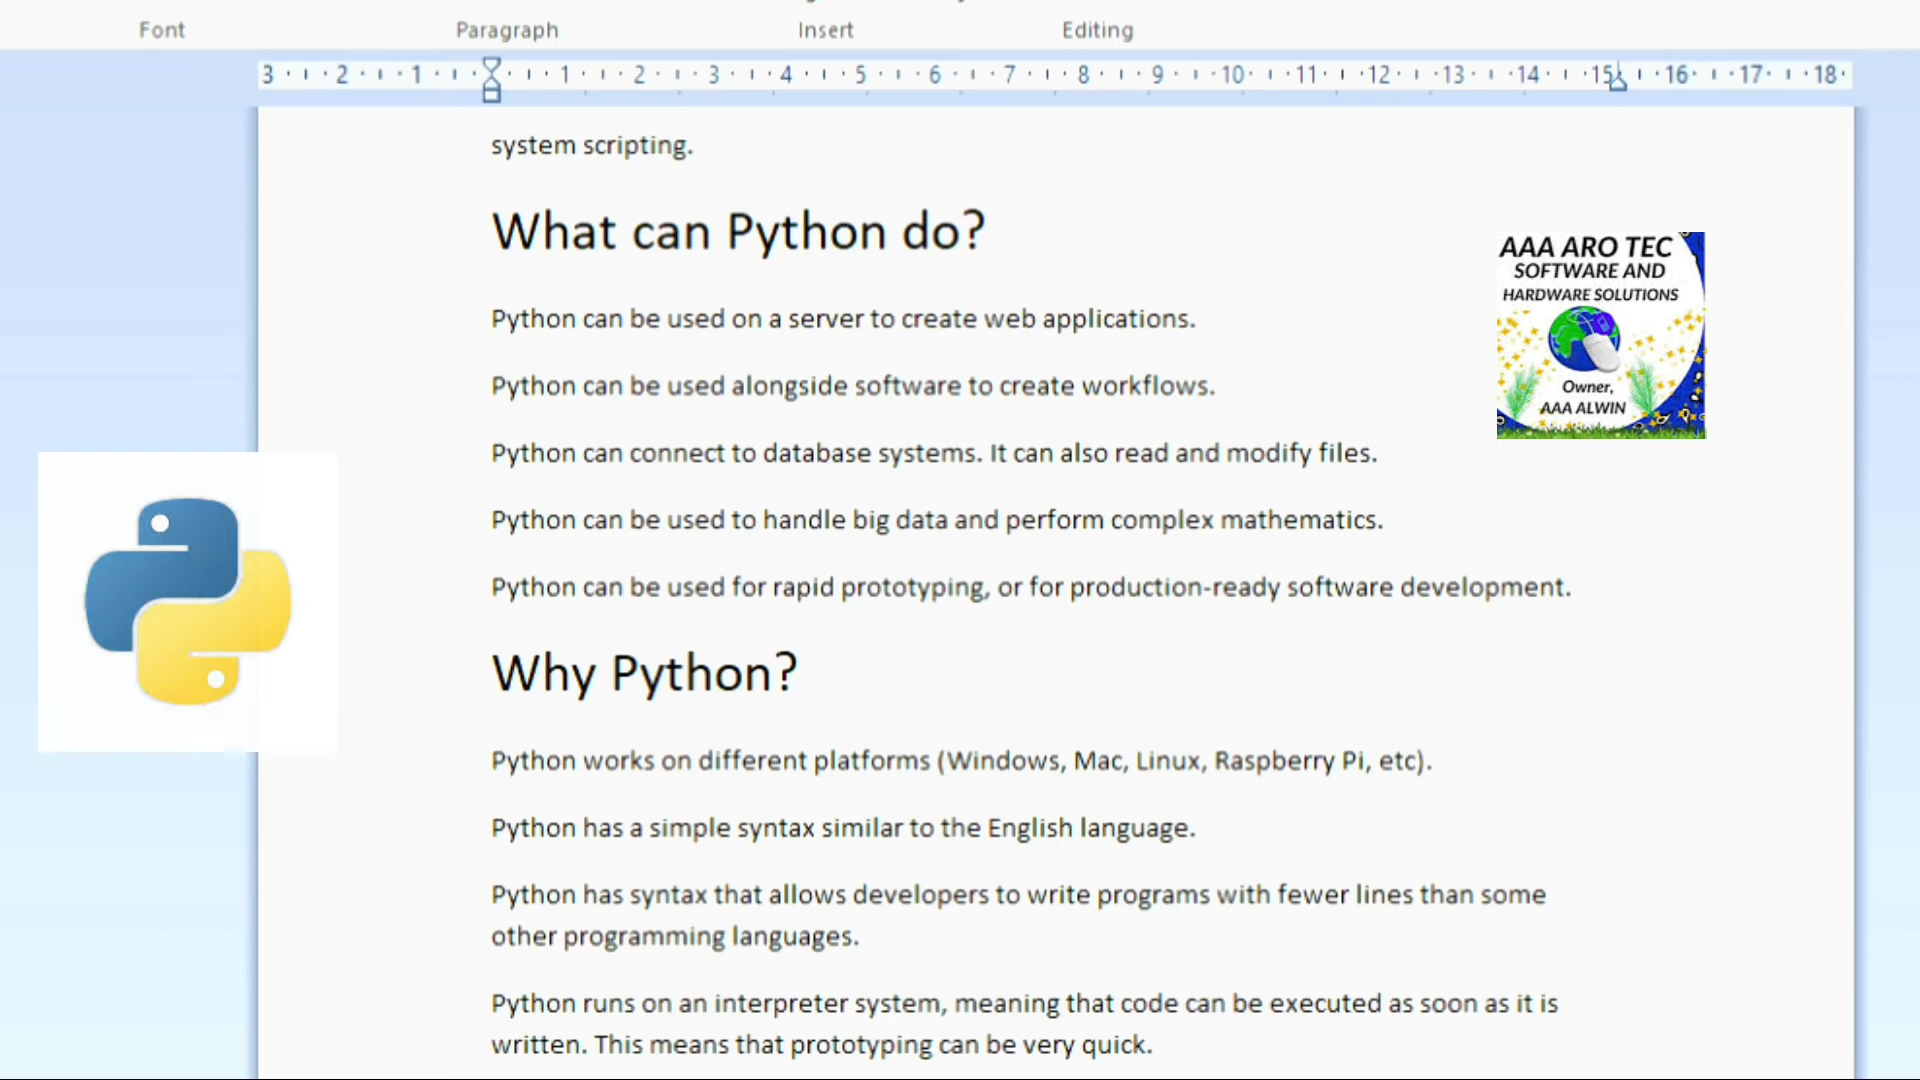 Font Paragraph Insert Editing
3 2 1 1 2 3 4 5 6 7 8 9 10 11 12 13 14 15 16 17 18
system scripting.
What can Python do?
AAA ARO TEC
SOFTWARE AND
HARDWARE SOLUTIONS
Owner,
AAA ALWIN
Python can be used on a server to create web applications.
Python can be used alongside software to create workflows.
Python can connect to database systems. It can also read and modify files.
Python can be used to handle big data and perform complex mathematics.
Python can be used for rapid prototyping, or for production-ready software development.
Why Python?
Python works on different platforms (Windows, Mac, Linux, Raspberry Pi, etc).
Python has a simple syntax similar to the English language.
Python has syntax that allows developers to write programs with fewer lines than some
other programming languages.
Python runs on an interpreter system, meaning that code can be executed as soon as it is
written. This means that prototyping can be very quick.